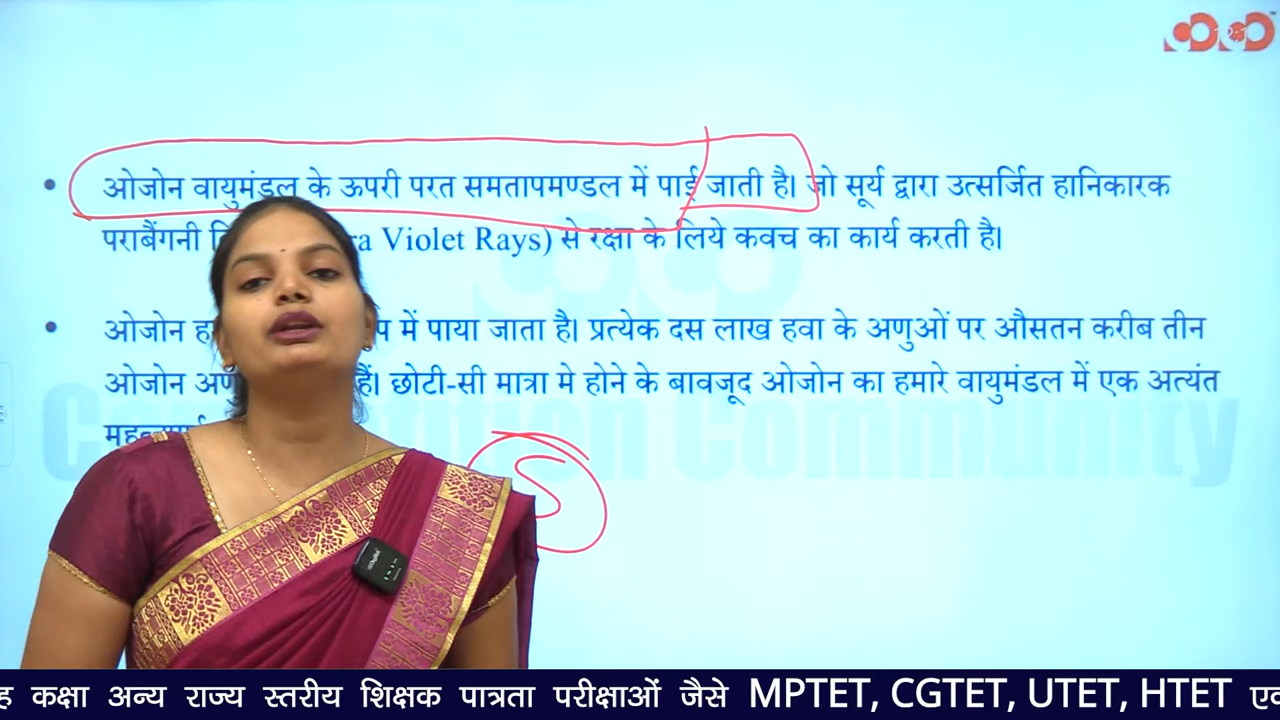 ओजोन वायुमंडल के ऊपरी परत समतापमण्डल में पाई जाती है। जो सूर्य द्वारा उत्सर्जित हानिकारक
पराबैंगनी Violet Rays) से रक्षा के लिये कवच का कार्य करती है।
ओजोन में पाया जाता है। प्रत्येक दस लाख हवा के अणुओं पर औसतन करीब तीन
ओजोन हैं। छोटी-सी मात्रा मे होने के बावजूद ओजोन का हमारे वायुमंडल में एक अत्यंत
Community
कक्षा अन्य राज्य स्तरीय शिक्षक पात्रता परीक्षाओं जैसे MPTET, CGTET, UTET, HTET